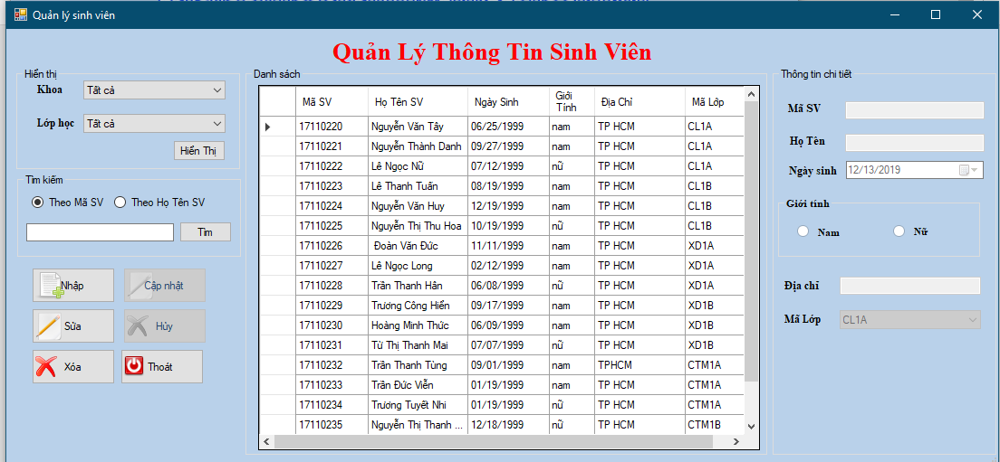 Quản lý sinh viên
Quản Lý Thông Tin Sinh Viên
Hiển thị
Khoa Tất cả
Lớp học Tất cả
Hiển Thị
Tìm kiếm
Theo Mã SV Theo Họ Tên SV
Tìm
Nhập Cập nhật
Sửa Hủy
Xóa Thoát
Danh sách
Mã SV Họ Tên SV Ngày Sinh Giới Tính Địa Chỉ Mã Lớp
17110220 Nguyễn Văn Tây 06/25/1999 nam TP HCM CL1A
17110221 Nguyễn Thành Danh 09/27/1999 nam TP HCM CL1A
17110222 Lê Ngọc Nữ 07/12/1999 nữ TP HCM CL1A
17110223 Lê Thanh Tuấn 08/19/1999 nam TP HCM CL1B
17110224 Nguyễn Văn Huy 12/19/1999 nam TP HCM CL1B
17110225 Nguyễn Thị Thu Hoa 10/19/1999 nữ TP HCM CL1B
17110226 Đoàn Văn Đức 11/11/1999 nam TP HCM XD1A
17110227 Lê Ngọc Long 02/12/1999 nam TP HCM XD1A
17110228 Trần Thanh Hân 06/08/1999 nữ TP HCM XD1A
17110229 Trương Công Hiển 09/17/1999 nam TP HCM XD1B
17110230 Hoàng Minh Thức 06/09/1999 nam TP HCM XD1B
17110231 Từ Thị Thanh Mai 07/07/1999 nữ TP HCM XD1B
17110232 Trần Thanh Tùng 09/01/1999 nam TPHCM CTM1A
17110233 Trần Đức Viễn 01/19/1999 nam TP HCM CTM1A
17110234 Trương Tuyết Nhi 01/19/1999 nữ TP HCM CTM1A
17110235 Nguyễn Thị Thanh ... 12/18/1999 nữ TP HCM CTM1B
Thông tin chi tiết
Mã SV
Họ Tên
Ngày sinh 12/13/2019
Giới tính
Nam Nữ
Địa chỉ
Mã Lớp CL1A